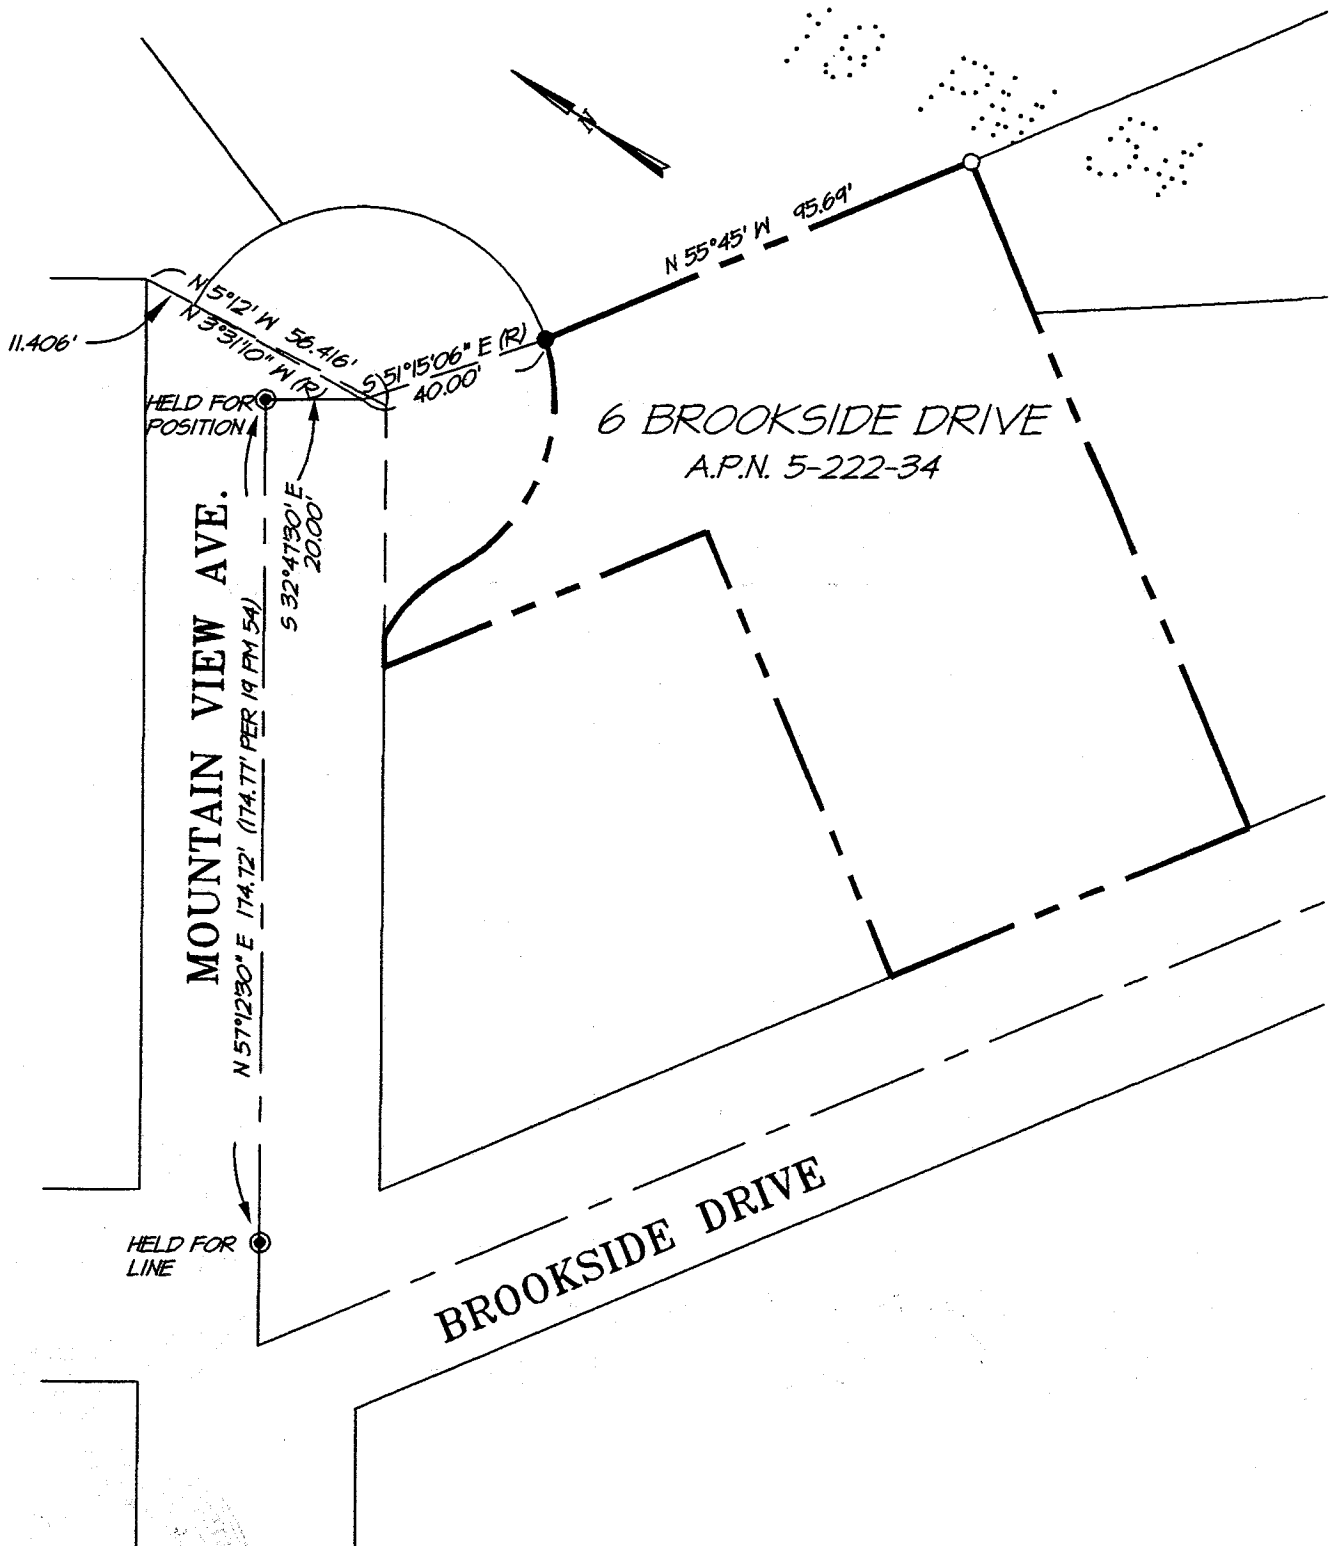 N
N 55°45' W 95.69'
N 5°12' W 56.416'
N 3°31'10" W (R)
11.406'
S 51°15'06" E (R)
40.00'
HELD FOR
POSITION
6 BROOKSIDE DRIVE
A.P.N. 5-222-34
S 32°47'30' E
20.00'
MOUNTAIN VIEW AVE.
N 57°12'30" E 174.72' (174.77' PER 19 PM 54)
HELD FOR
LINE
BROOKSIDE DRIVE